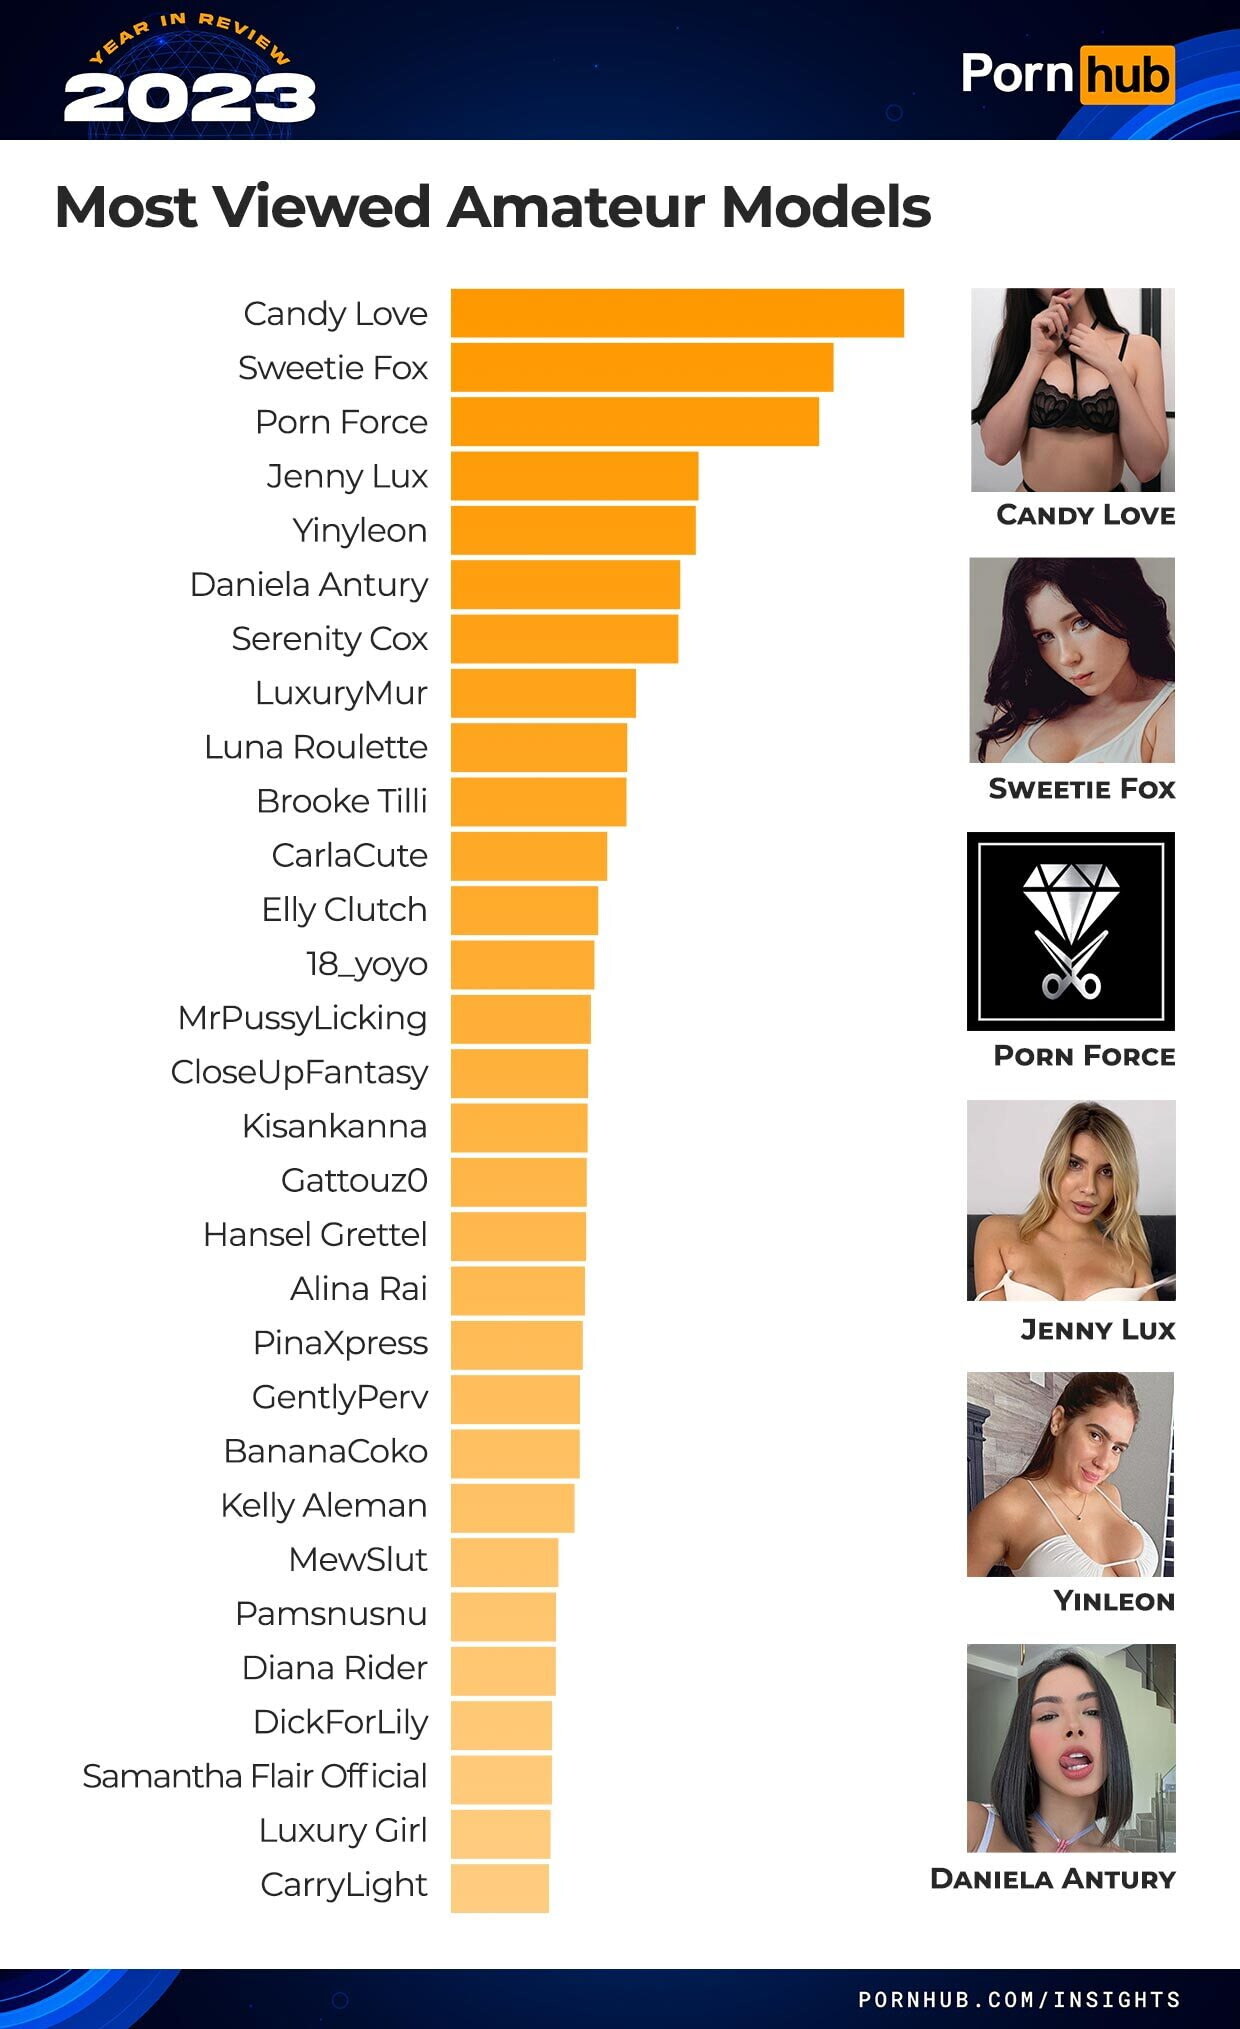 YEAR IN REVIEW
2023
Pornhub
Most Viewed Amateur Models
Candy Love
Sweetie Fox
Porn Force
Jenny Lux
Yinyleon
Daniela Antury
Serenity Cox
LuxuryMur
Luna Roulette
Brooke Tilli
CarlaCute
Elly Clutch
18_yoyo
MrPussyLicking
CloseUpFantasy
Kisankanna
Gattouz0
Hansel Grettel
Alina Rai
PinaXpress
GentlyPerv
BananaCoko
Kelly Aleman
MewSlut
Pamsnusnu
Diana Rider
DickForLily
Samantha Flair Official
Luxury Girl
CarryLight
Candy Love
Sweetie Fox
Porn Force
Jenny Lux
Yinleon
Daniela Antury
PORNHUB.COM/INSIGHTS